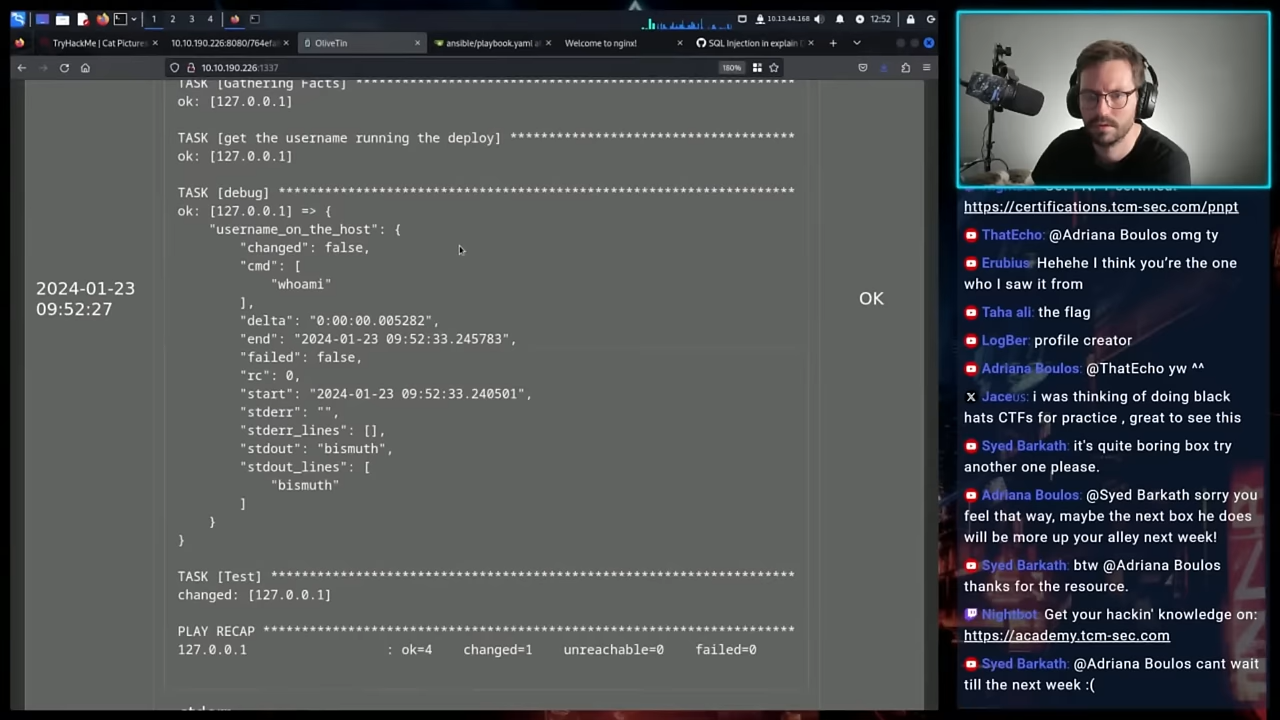 1 2 3 4
10.13.44.168
12:52
TryHackMe | Cat Pictures
10.10.190.226:8080/764efa
OliveTin
ansible/playbook.yaml at
Welcome to nginx!
SQL Injection in explain
10.10.190.226:1337
180%
TASK [Gathering Facts] ***************************************************
ok: [127.0.0.1]
TASK [get the username running the deploy] *************************************
ok: [127.0.0.1]
TASK [debug] *******************************************************************
ok: [127.0.0.1] => {
"username_on_the_host": {
"changed": false,
"cmd": [
"whoami"
],
"delta": "0:00:00.005282",
"end": "2024-01-23 09:52:33.245783",
"failed": false,
"rc": 0,
"start": "2024-01-23 09:52:33.240501",
"stderr": "",
"stderr_lines": [],
"stdout": "bismuth",
"stdout_lines": [
"bismuth"
]
}
}
TASK [Test] ********************************************************************
changed: [127.0.0.1]
PLAY RECAP *********************************************************************
127.0.0.1 : ok=4 changed=1 unreachable=0 failed=0
2024-01-23
09:52:27
OK
https://certifications.tcm-sec.com/pnpt
ThatEcho: @Adriana Boulos omg ty
Erubius: Hehehe I think you're the one
who I saw it from
Taha ali: the flag
LogBer: profile creator
Adriana Boulos: @ThatEcho yw ^^
Jaceus: i was thinking of doing black
hats CTFs for practice , great to see this
Syed Barkath: it's quite boring box try
another one please.
Adriana Boulos: @Syed Barkath sorry you
feel that way, maybe the next box he does
will be more up your alley next week!
Syed Barkath: btw @Adriana Boulos
thanks for the resource.
Nightbot: Get your hackin' knowledge on:
https://academy.tcm-sec.com
Syed Barkath: @Adriana Boulos cant wait
till the next week :(